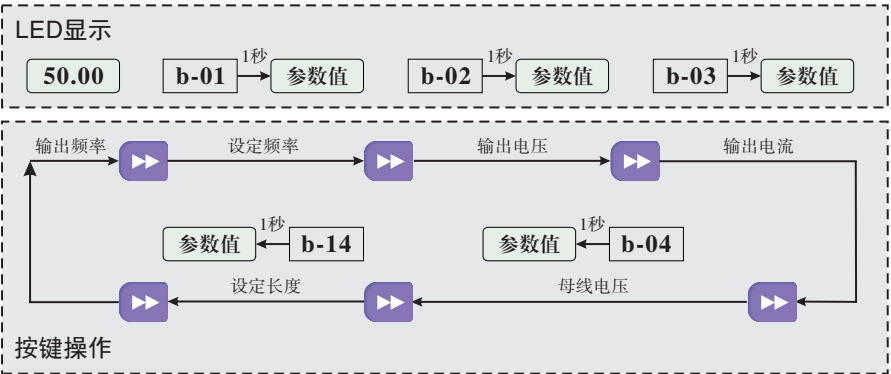 LED显示
1秒 1秒 1秒
50.00 b-01 参数值 b-02 参数值 b-03 参数值
输出频率 设定频率 输出电压 输出电流
1秒 1秒
参数值 b-14 参数值 b-04
设定长度 母线电压
按键操作